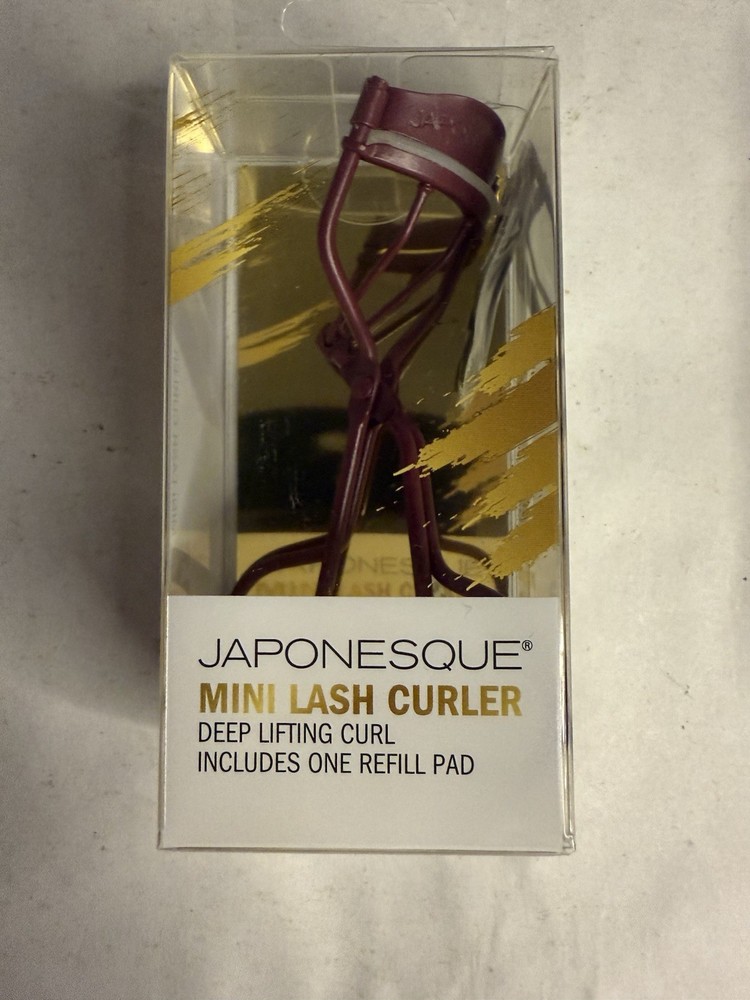 JAPONESQUE®
MINI LASH CURLER
DEEP LIFTING CURL
INCLUDES ONE REFILL PAD